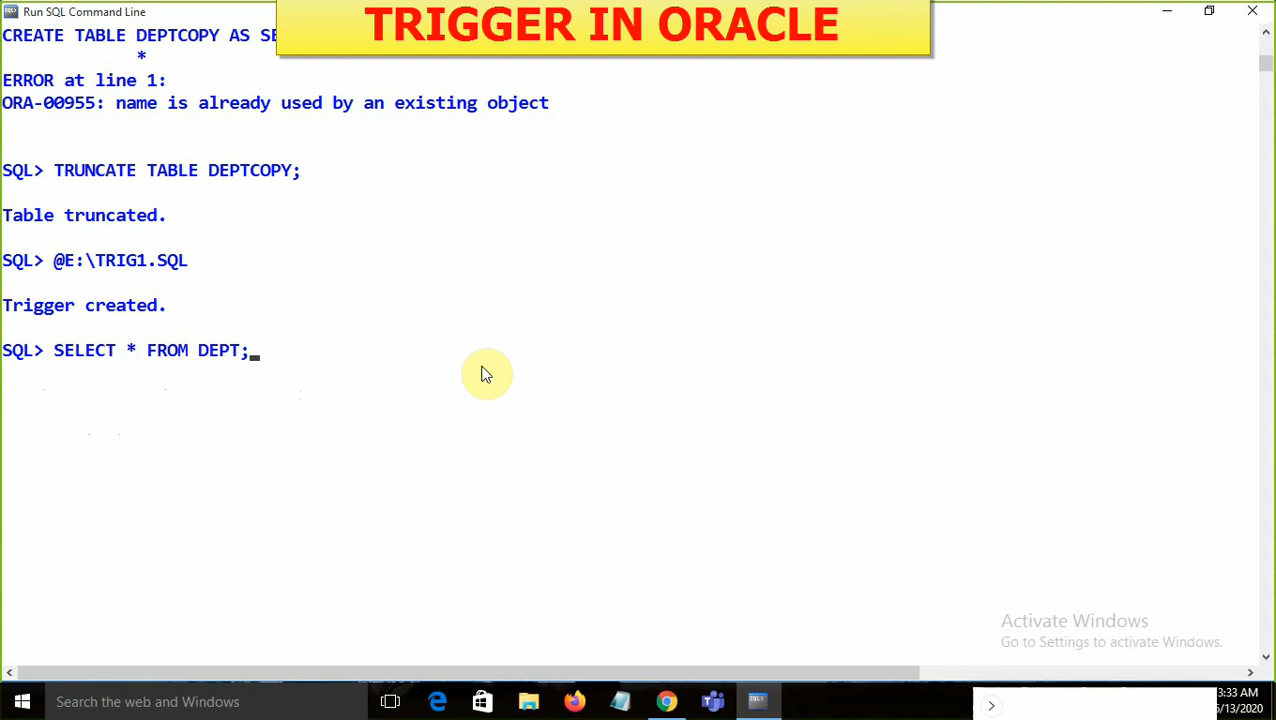 Run SQL Command Line
TRIGGER IN ORACLE
CREATE TABLE DEPTCOPY AS SE
*
ERROR at line 1:
ORA-00955: name is already used by an existing object
SQL> TRUNCATE TABLE DEPTCOPY;
Table truncated.
SQL> @E:\TRIG1.SQL
Trigger created.
SQL> SELECT * FROM DEPT;
Activate Windows
Go to Settings to activate Windows.
Search the web and Windows
3:33 AM
5/13/2020